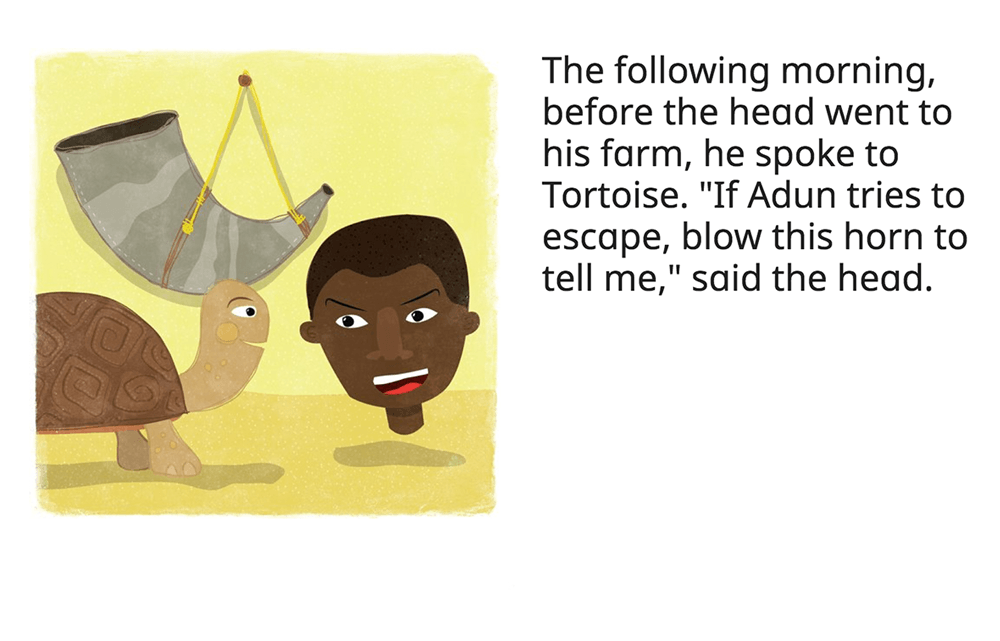 The following morning,
before the head went to
his farm, he spoke to
Tortoise. "If Adun tries to
escape, blow this horn to
tell me," said the head.